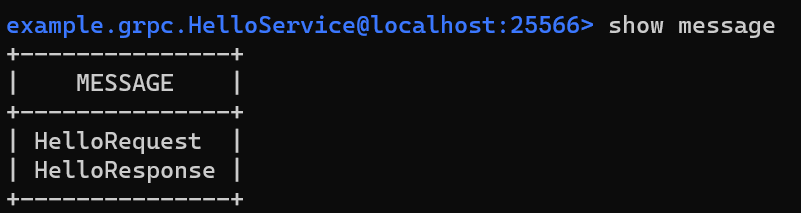 example.grpc.HelloService@localhost:25566> show message
+---------------+
|    MESSAGE    |
+---------------+
| HelloRequest  |
| HelloResponse |
+---------------+